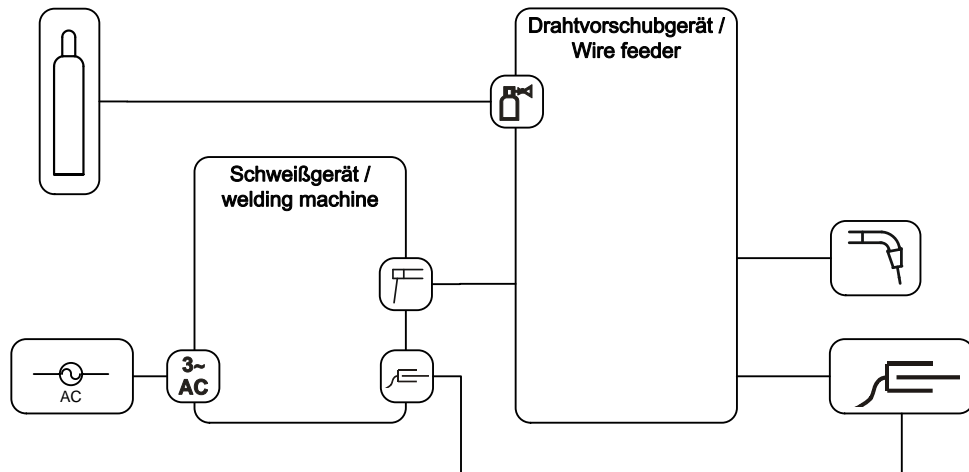 Drahtvorschubgerät /
Wire feeder
Schweißgerät /
welding machine
3~
AC
AC